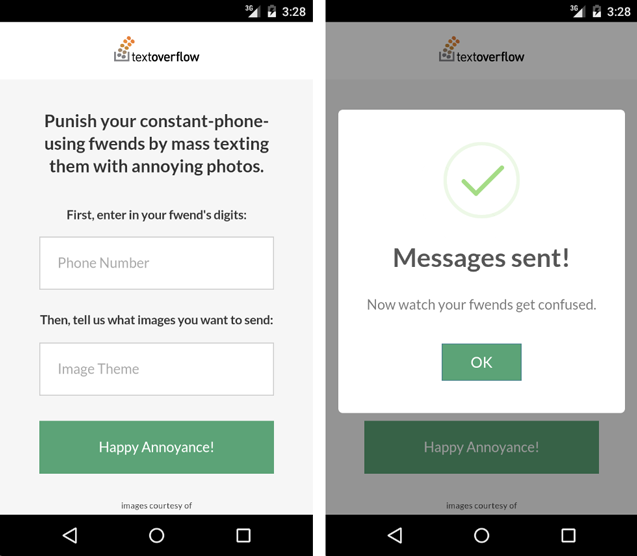 3G 3:28
textoverflow
Punish your constant-phone-
using fwends by mass texting
them with annoying photos.
First, enter in your fwend's digits:
Phone Number
Then, tell us what images you want to send:
Image Theme
Happy Annoyance!
images courtesy of
3G 3:28
textoverflow
Messages sent!
Now watch your fwends get confused.
OK
Happy Annoyance!
images courtesy of